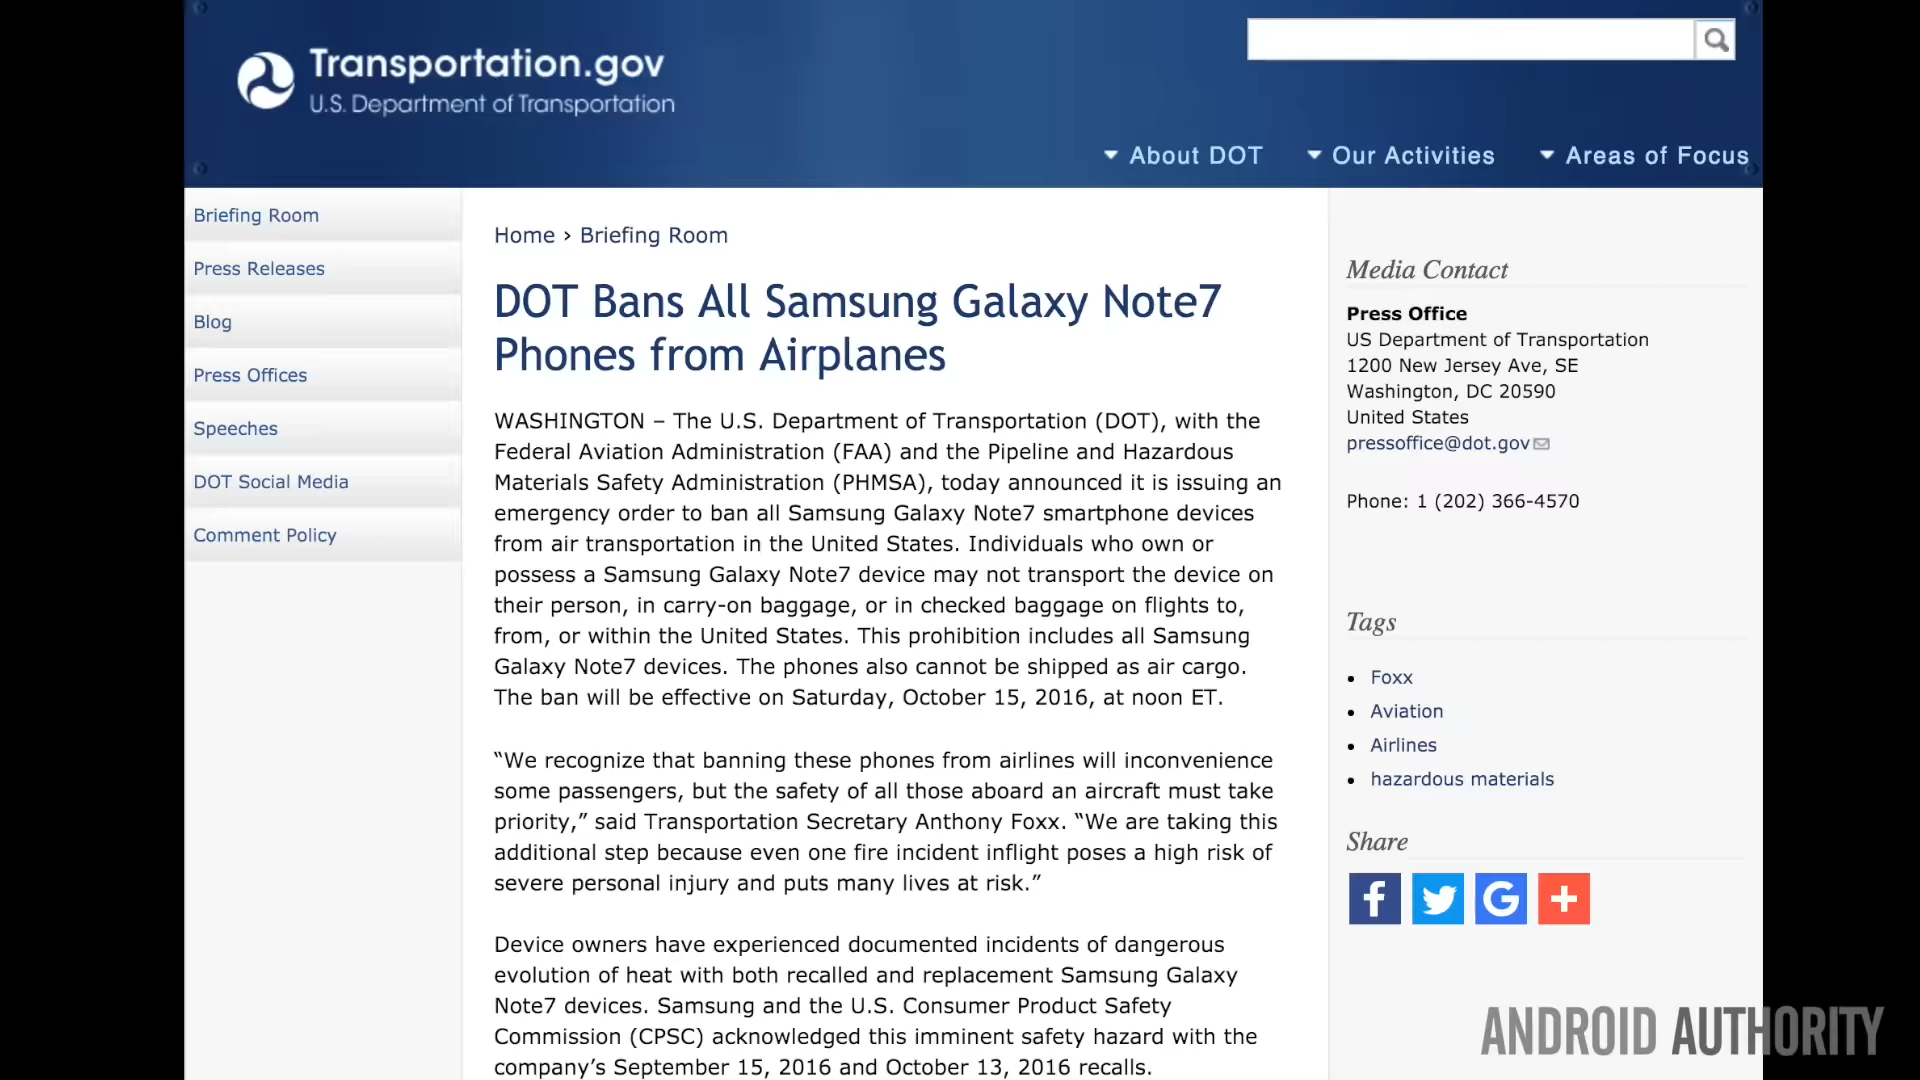 Transportation.gov
U.S. Department of Transportation
About DOT
Our Activities
Areas of Focus
Briefing Room
Press Releases
Blog
Press Offices
Speeches
DOT Social Media
Comment Policy
Home › Briefing Room
DOT Bans All Samsung Galaxy Note7
Phones from Airplanes
WASHINGTON – The U.S. Department of Transportation (DOT), with the
Federal Aviation Administration (FAA) and the Pipeline and Hazardous
Materials Safety Administration (PHMSA), today announced it is issuing an
emergency order to ban all Samsung Galaxy Note7 smartphone devices
from air transportation in the United States. Individuals who own or
possess a Samsung Galaxy Note7 device may not transport the device on
their person, in carry-on baggage, or in checked baggage on flights to,
from, or within the United States. This prohibition includes all Samsung
Galaxy Note7 devices. The phones also cannot be shipped as air cargo.
The ban will be effective on Saturday, October 15, 2016, at noon ET.
“We recognize that banning these phones from airlines will inconvenience
some passengers, but the safety of all those aboard an aircraft must take
priority,” said Transportation Secretary Anthony Foxx. “We are taking this
additional step because even one fire incident inflight poses a high risk of
severe personal injury and puts many lives at risk.”
Device owners have experienced documented incidents of dangerous
evolution of heat with both recalled and replacement Samsung Galaxy
Note7 devices. Samsung and the U.S. Consumer Product Safety
Commission (CPSC) acknowledged this imminent safety hazard with the
company’s September 15, 2016 and October 13, 2016 recalls.
Media Contact
Press Office
US Department of Transportation
1200 New Jersey Ave, SE
Washington, DC 20590
United States
pressoffice@dot.gov
Phone: 1 (202) 366-4570
Tags
Foxx
Aviation
Airlines
hazardous materials
Share
ANDROID AUTHORITY